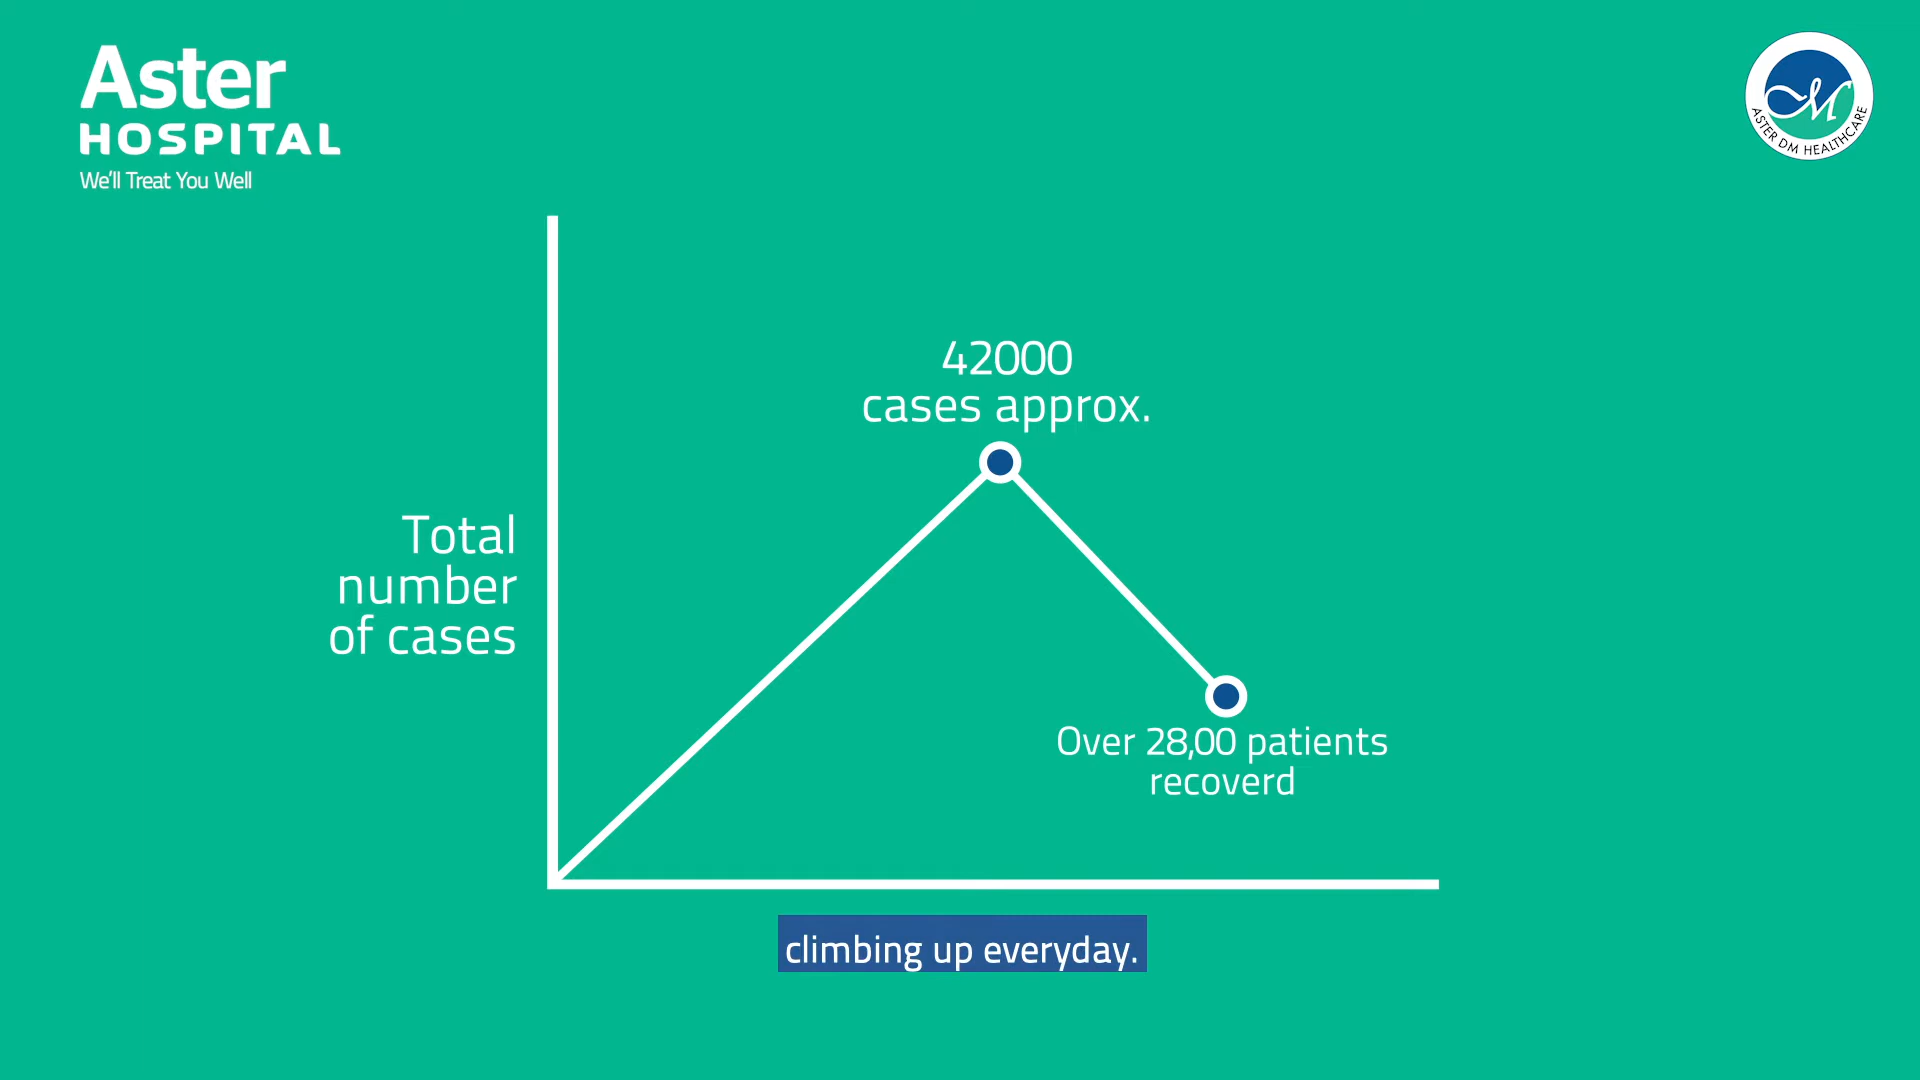 Aster
HOSPITAL
We'll Treat You Well
M
ASTER DM HEALTHCARE
42000
cases approx.
Total
number
of cases
Over 28,00 patients
recoverd
climbing up everyday.